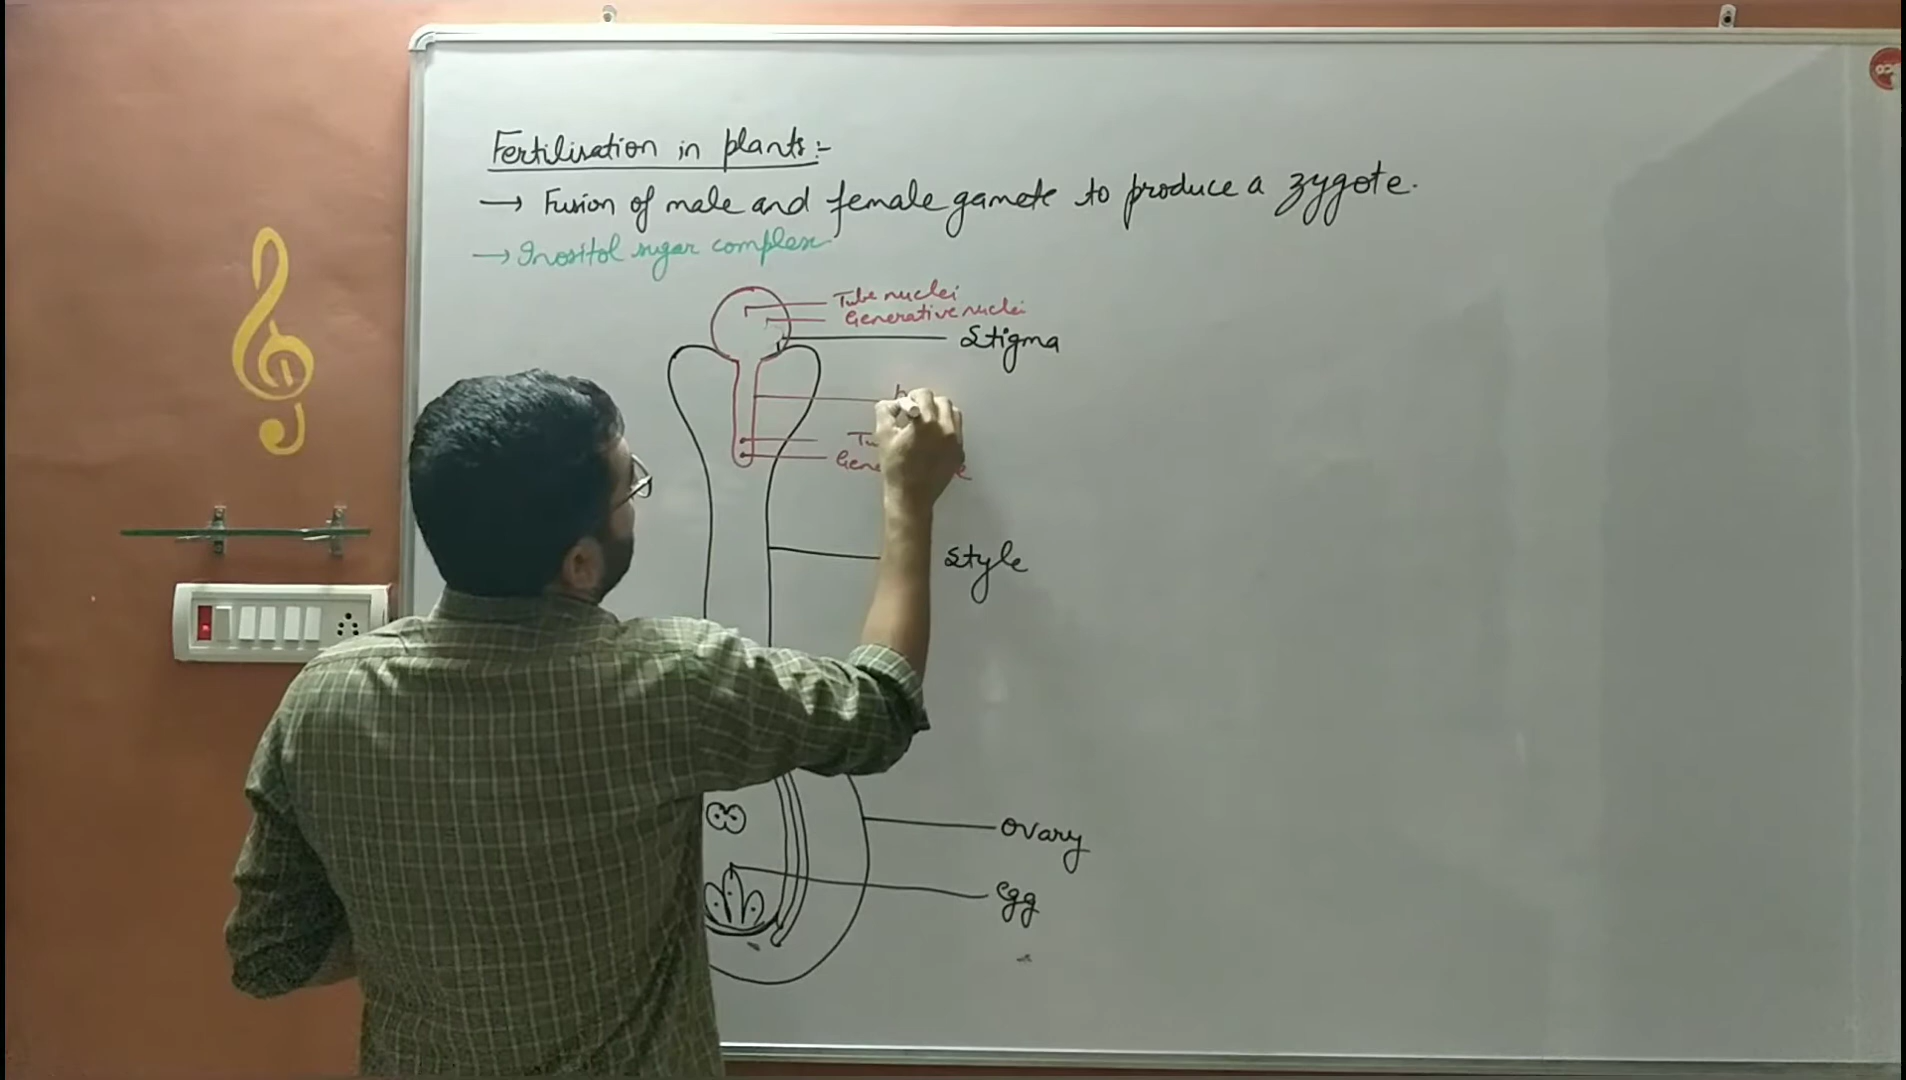 Fertilisation in plants:-
→ Fusion of male and female gamete to produce a zygote.
→ Inositol sugar complex
Tube nuclei
Generative nuclei
Stigma
Style
ovary
egg